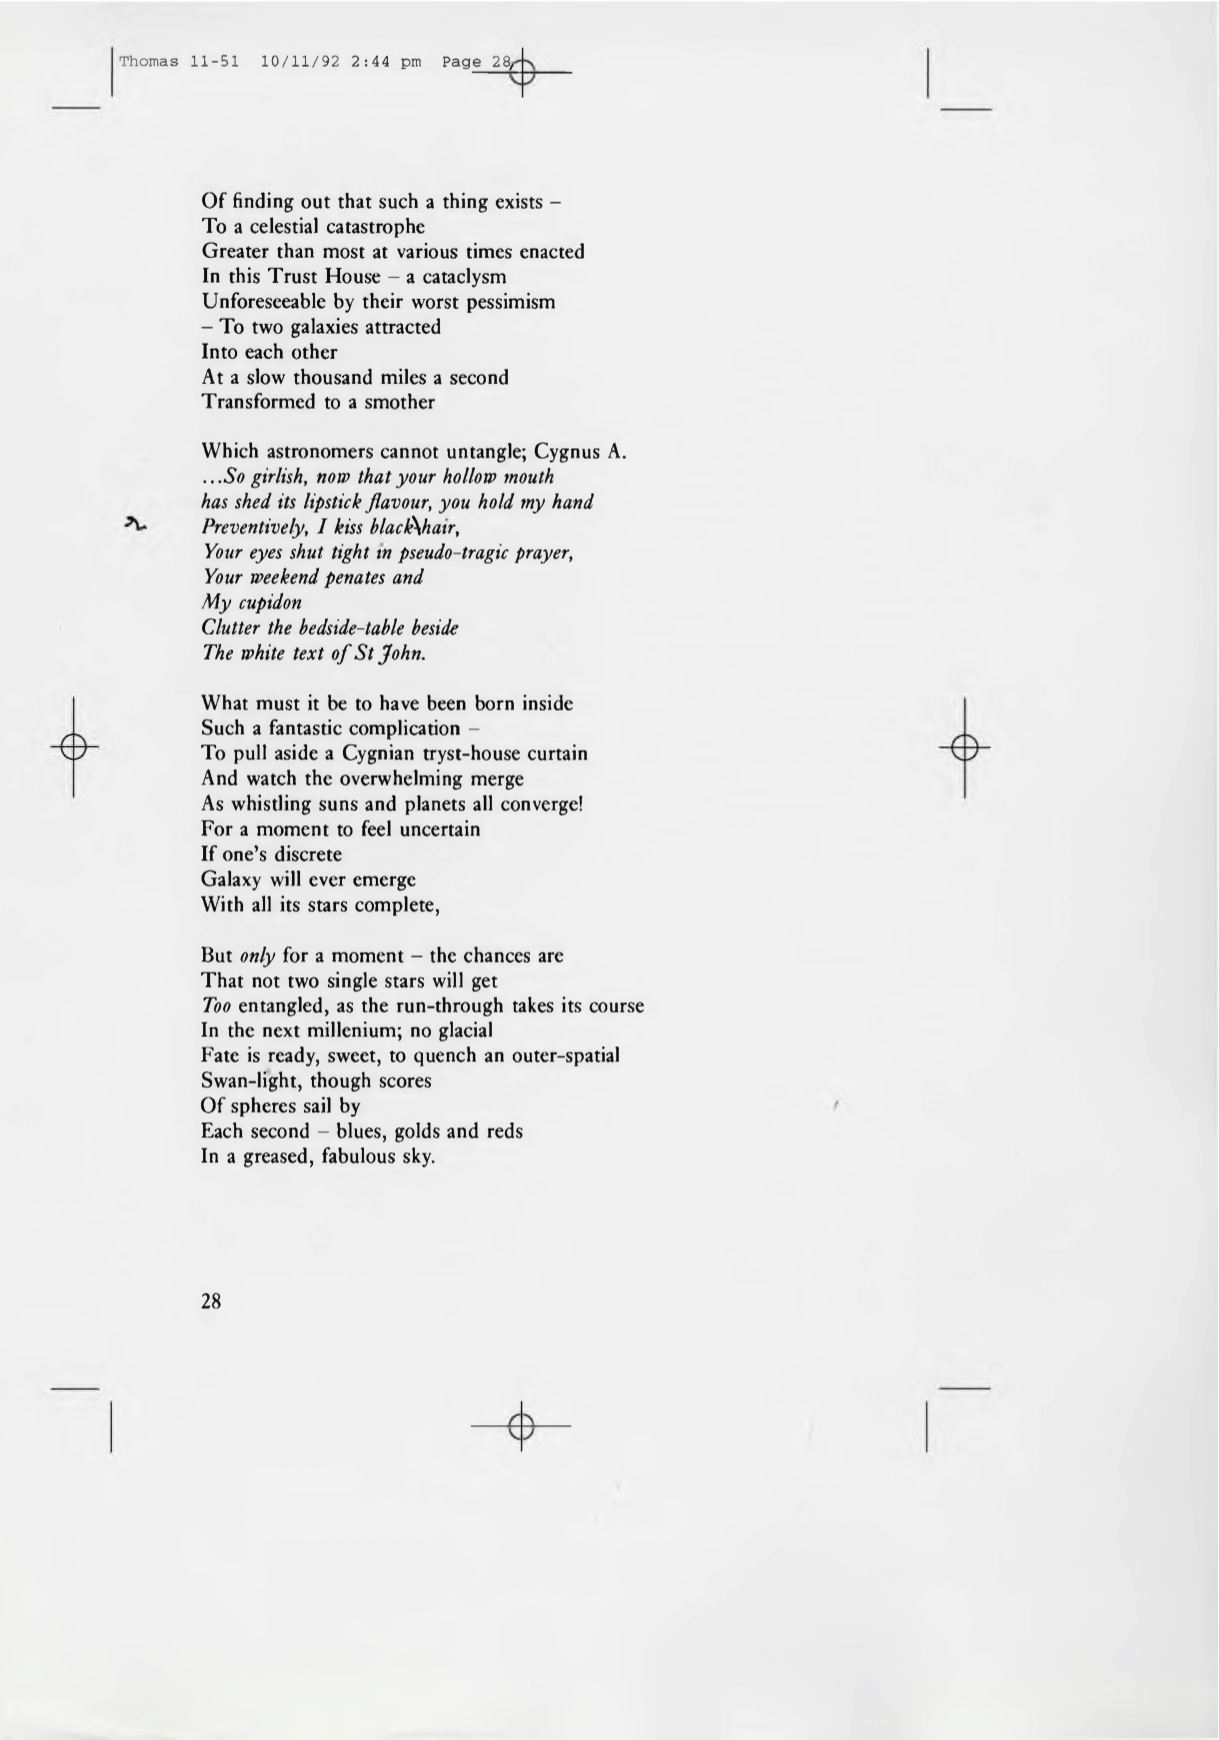 Thomas 11-51 10/11/92 2:44 pm Page 28
Of finding out that such a thing exists –
To a celestial catastrophe
Greater than most at various times enacted
In this Trust House – a cataclysm
Unforeseeable by their worst pessimism
– To two galaxies attracted
Into each other
At a slow thousand miles a second
Transformed to a smother
Which astronomers cannot untangle; Cygnus A.
...So girlish, now that your hollow mouth
has shed its lipstick flavour, you hold my hand
Preventively, I kiss black\hair,
Your eyes shut tight in pseudo-tragic prayer,
Your weekend penates and
My cupidon
Clutter the bedside-table beside
The white text of St John.
What must it be to have been born inside
Such a fantastic complication –
To pull aside a Cygnian tryst-house curtain
And watch the overwhelming merge
As whistling suns and planets all converge!
For a moment to feel uncertain
If one's discrete
Galaxy will ever emerge
With all its stars complete,
But only for a moment – the chances are
That not two single stars will get
Too entangled, as the run-through takes its course
In the next millenium; no glacial
Fate is ready, sweet, to quench an outer-spatial
Swan-light, though scores
Of spheres sail by
Each second – blues, golds and reds
In a greased, fabulous sky.
28